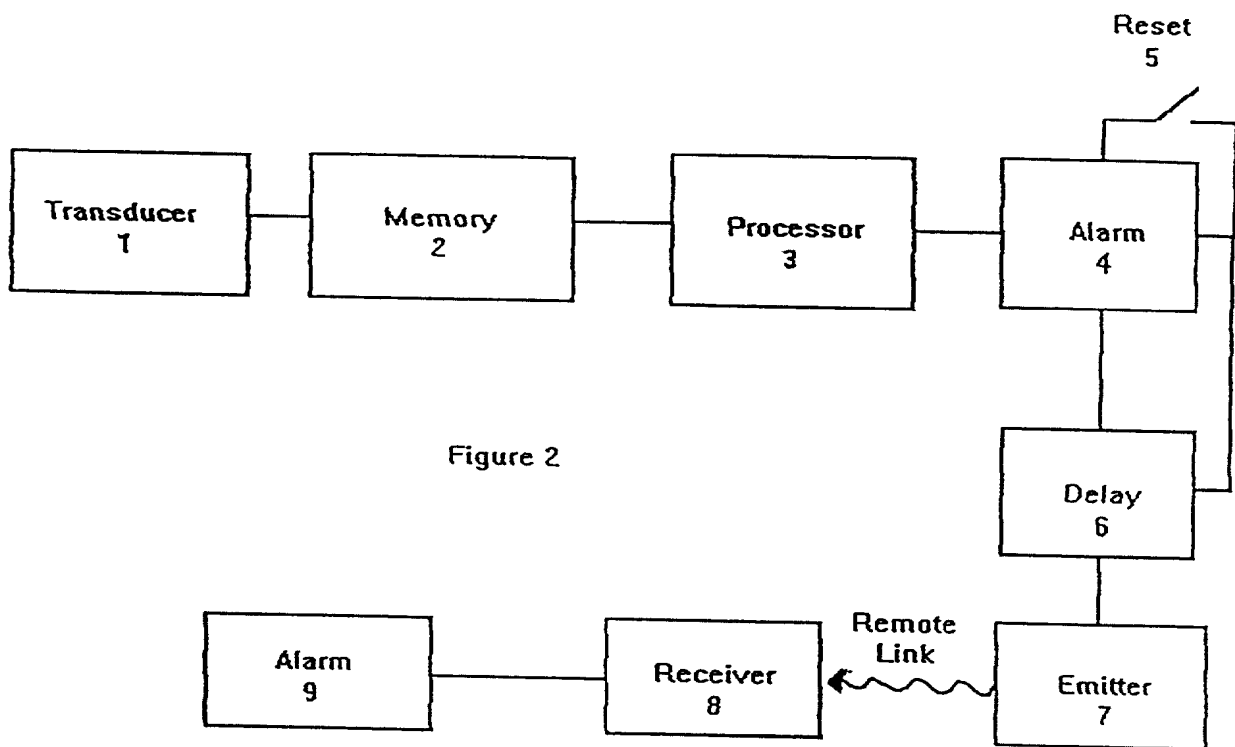 Reset
5
Transducer
1
Memory
2
Processor
3
Alarm
4
Figure 2
Delay
6
Alarm
9
Receiver
8
Remote
Link
Emitter
7